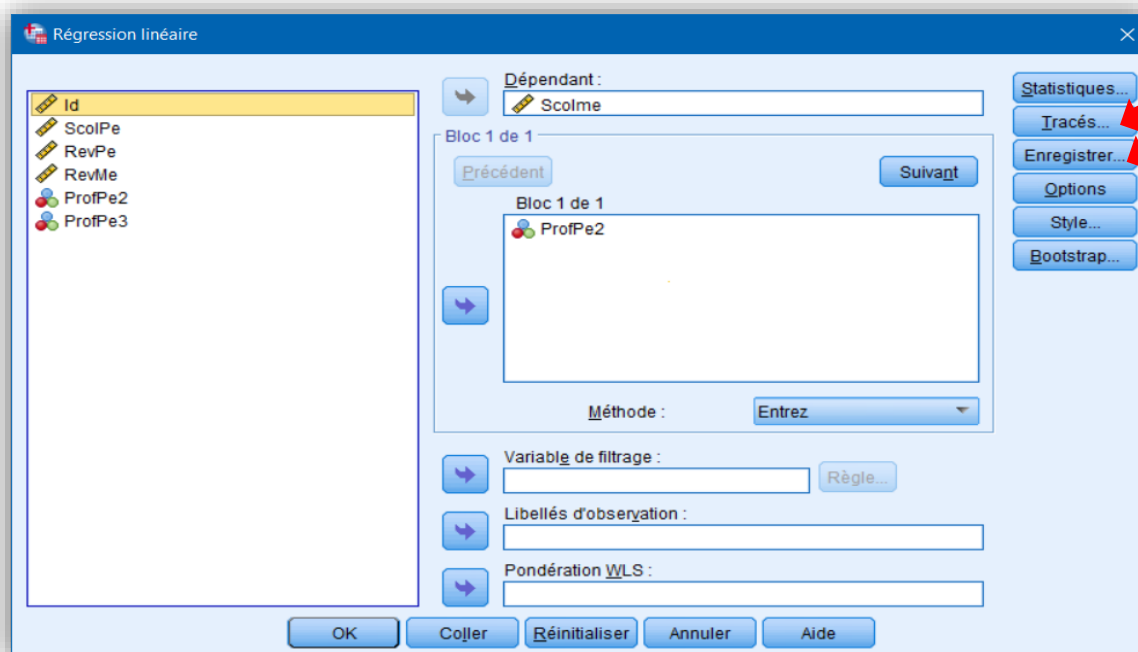 Régression linéaire
Id
ScolPe
RevPe
RevMe
ProfPe2
ProfPe3
Dépendant :
Scolme
Bloc 1 de 1
Précédent
Suivant
Bloc 1 de 1
ProfPe2
Méthode :
Entrez
Variable de filtrage :
Règle...
Libellés d'observation :
Pondération WLS :
Statistiques...
Tracés...
Enregistrer...
Options
Style...
Bootstrap...
OK
Coller
Réinitialiser
Annuler
Aide